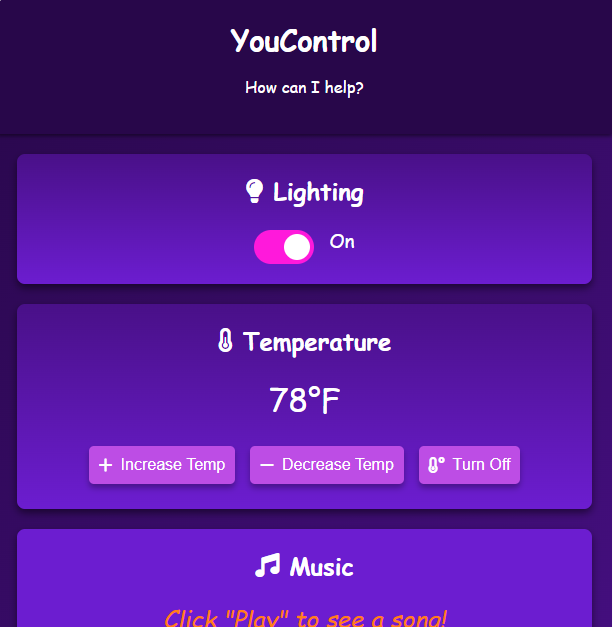 YouControl
How can I help?
Lighting
On
Temperature
78°F
Increase Temp Decrease Temp Turn Off
Music
Click "Play" to see a song!